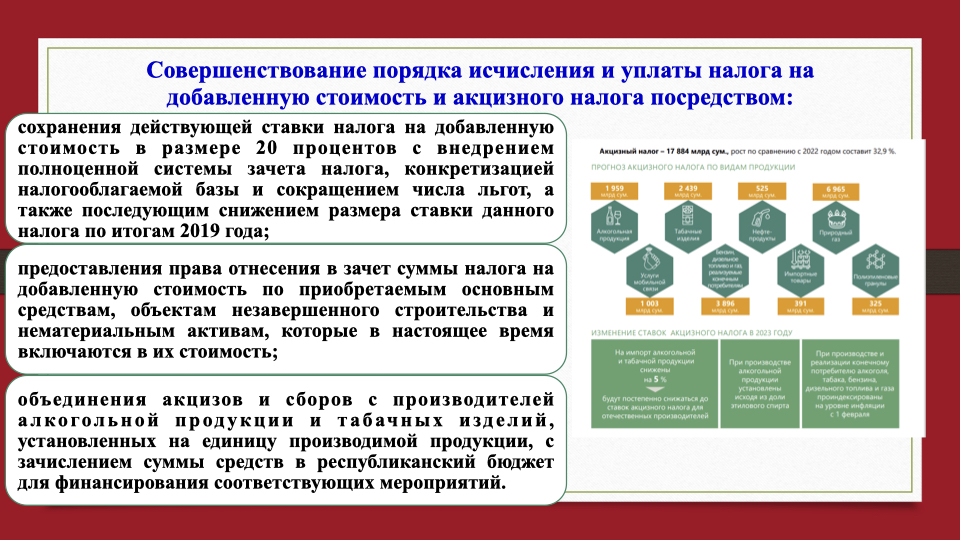 Совершенствование порядка исчисления и уплаты налога на
добавленную стоимость и акцизного налога посредством:
сохранения действующей ставки налога на добавленную
стоимость в размере 20 процентов с внедрением
полноценной системы зачета налога, конкретизацией
налогооблагаемой базы и сокращением числа льгот, а
также последующим снижением размера ставки данного
налога по итогам 2019 года;
предоставления права отнесения в зачет суммы налога на
добавленную стоимость по приобретаемым основным
средствам, объектам незавершенного строительства и
нематериальным активам, которые в настоящее время
включаются в их стоимость;
объединения акцизов и сборов с производителей
алкогольной продукции и табачных изделий,
установленных на единицу производимой продукции, с
зачислением суммы средств в республиканский бюджет
для финансирования соответствующих мероприятий.
Акцизный налог – 17 884 млрд сум., рост по сравнению с 2022 годом составит 32,9 %.
ПРОГНОЗ АКЦИЗНОГО НАЛОГА ПО ВИДАМ ПРОДУКЦИИ
1 959
млрд сум.
2 439
млрд сум.
525
млрд сум.
6 965
млрд сум.
Алкогольная
продукция
Табачные
изделия
Нефте-
продукты
Природный
газ
Услуги
мобильной
связи
Бензин,
дизельное
топливо и газ,
реализуемые
конечным
потребителям
Импортные
товары
Полиэтиленовые
гранулы
1 003
млрд сум.
3 896
млрд сум.
391
млрд сум.
325
млрд сум
ИЗМЕНЕНИЕ СТАВОК АКЦИЗНОГО НАЛОГА В 2023 ГОДУ
На импорт алкогольной
и табачной продукции
снижены
на 5 %
будут постепенно снижаться до
ставок акцизного налога для
отечественных производителей
При производстве
алкогольной
продукции
установлены
исходя из доли
этилового спирта
При производстве и
реализации конечному
потребителю алкоголя,
табака, бензина,
дизельного топлива и газа
проиндексированы
на уровне инфляции
с 1 февраля